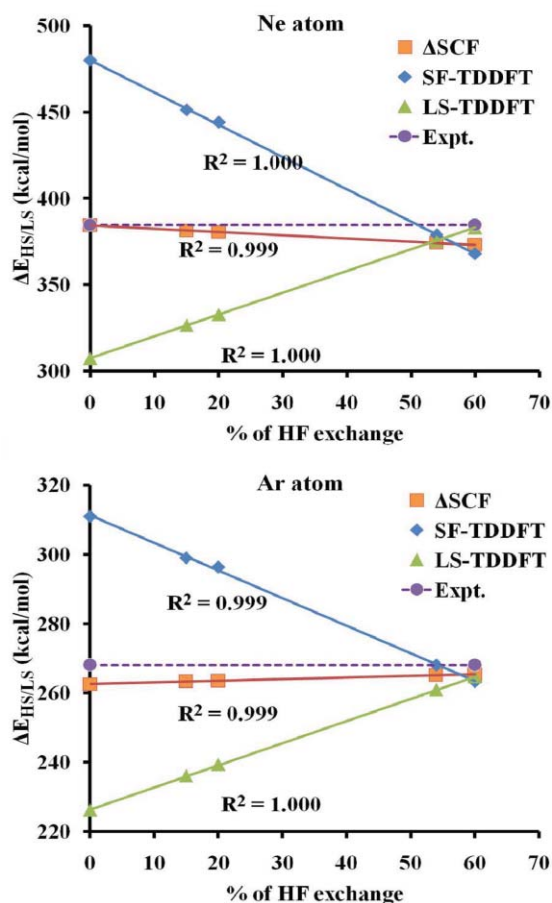 Ne atom
500
450
400
350
300
ΔE_HS/LS (kcal/mol)
ΔSCF
SF-TDDFT
LS-TDDFT
Expt.
R² = 1.000
R² = 0.999
R² = 1.000
0 10 20 30 40 50 60 70
% of HF exchange
Ar atom
320
300
280
260
240
220
ΔE_HS/LS (kcal/mol)
ΔSCF
SF-TDDFT
LS-TDDFT
Expt.
R² = 0.999
R² = 0.999
R² = 1.000
0 10 20 30 40 50 60 70
% of HF exchange